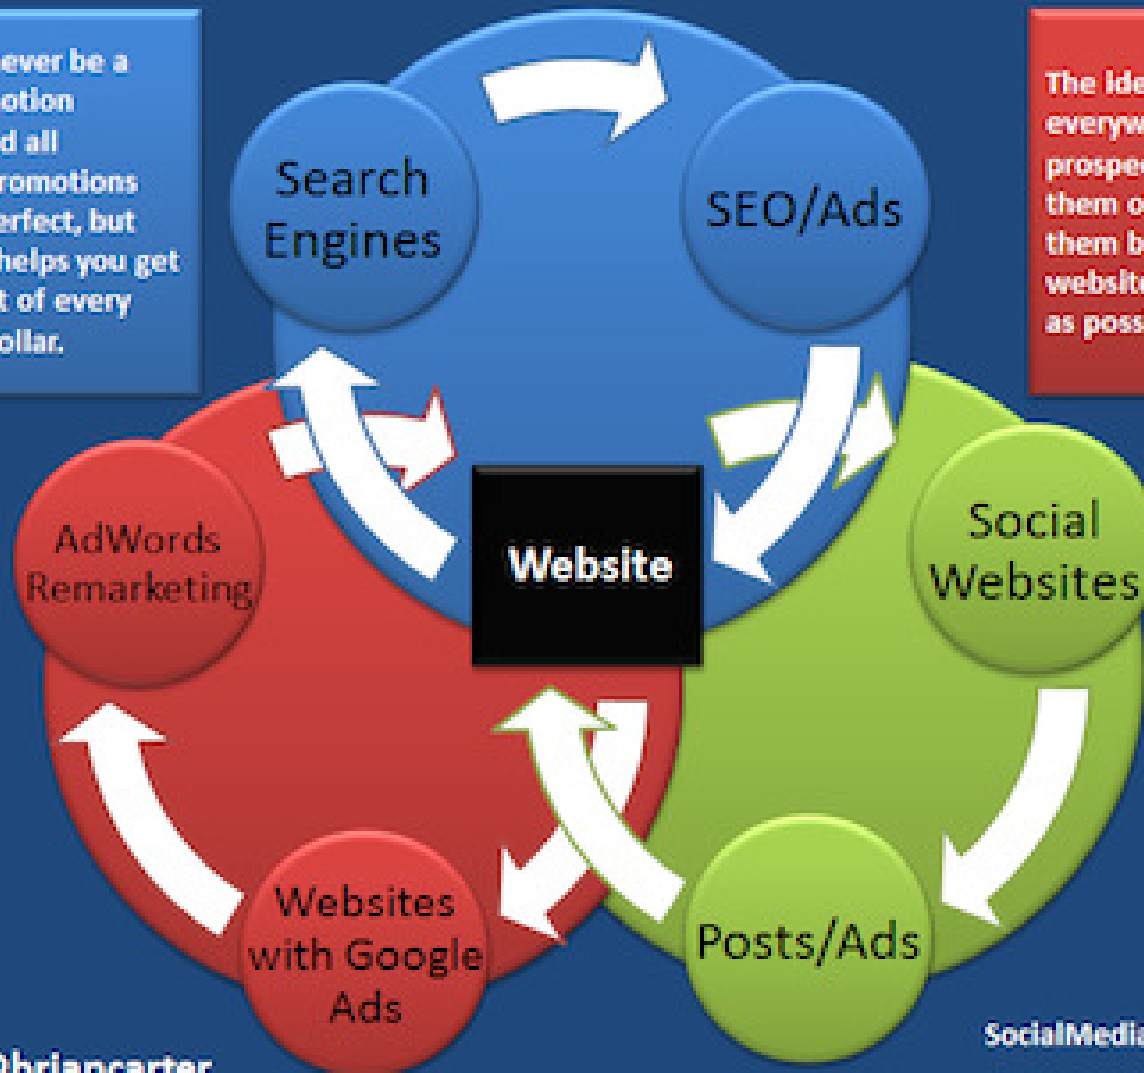 ever be a
otion
d all
romotions
erfect, but
helps you get
t of every
ollar.
The ide
everyw
prospe
them o
them b
website
as poss
Search
Engines
SEO/Ads
AdWords
Remarketing
Website
Social
Websites
Websites
with Google
Ads
Posts/Ads
SocialMedia
@briancarter